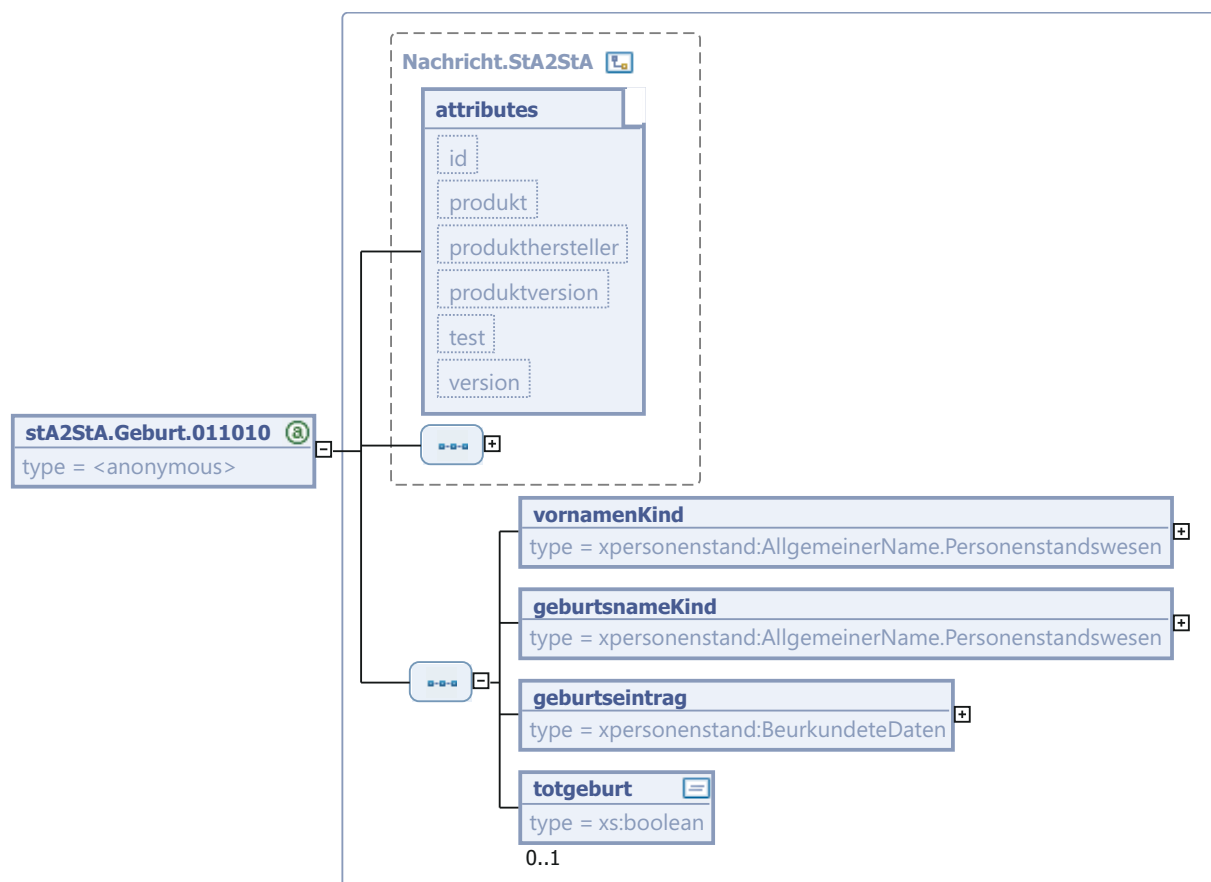 Nachricht.StA2StA
attributes
id
produkt
produkthersteller
produktversion
test
version
stA2StA.Geburt.011010
type = <anonymous>
vornamenKind
type = xpersonenstand:AllgemeinerName.Personenstandswesen
geburtsnameKind
type = xpersonenstand:AllgemeinerName.Personenstandswesen
geburtseintrag
type = xpersonenstand:BeurkundeteDaten
totgeburt
type = xs:boolean
0..1